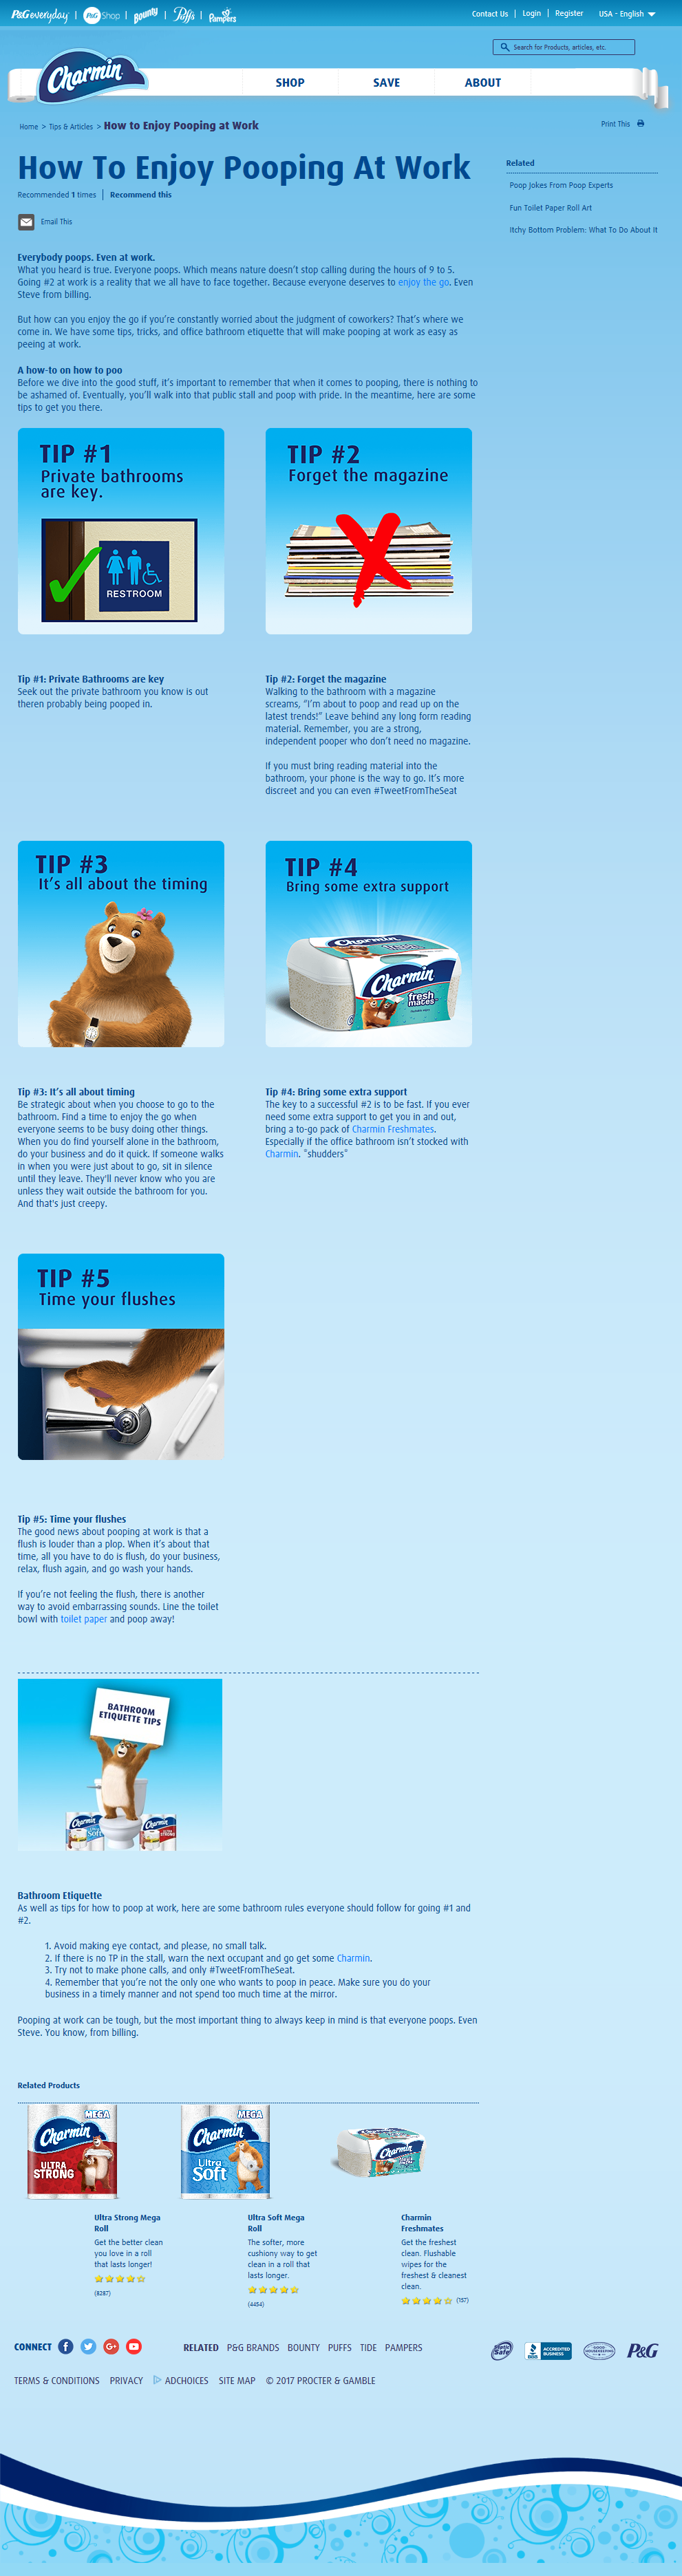 P&G everyday | P&G Shop | Bounty | Puffs | Pampers
Contact Us | Login | Register USA - English
Search for Products, articles, etc.
Charmin
SHOP SAVE ABOUT
Home > Tips & Articles > How to Enjoy Pooping at Work
Print This
How To Enjoy Pooping At Work
Recommended 1 times | Recommend this
Email This
Related
Poop Jokes From Poop Experts
Fun Toilet Paper Roll Art
Itchy Bottom Problem: What To Do About It
Everybody poops. Even at work.
What you heard is true. Everyone poops. Which means nature doesn't stop calling during the hours of 9 to 5.
Going #2 at work is a reality that we all have to face together. Because everyone deserves to enjoy the go. Even
Steve from billing.
But how can you enjoy the go if you're constantly worried about the judgment of coworkers? That's where we
come in. We have some tips, tricks, and office bathroom etiquette that will make pooping at work as easy as
peeing at work.
A how-to on how to poo
Before we dive into the good stuff, it's important to remember that when it comes to pooping, there is nothing to
be ashamed of. Eventually, you'll walk into that public stall and poop with pride. In the meantime, here are some
tips to get you there.
TIP #1
Private bathrooms
are key.
RESTROOM
TIP #2
Forget the magazine
Tip #1: Private Bathrooms are key
Seek out the private bathroom you know is out
theren probably being pooped in.
Tip #2: Forget the magazine
Walking to the bathroom with a magazine
screams, "I'm about to poop and read up on the
latest trends!" Leave behind any long form reading
material. Remember, you are a strong,
independent pooper who don't need no magazine.
If you must bring reading material into the
bathroom, your phone is the way to go. It's more
discreet and you can even #TweetFromTheSeat
TIP #3
It's all about the timing
TIP #4
Bring some extra support
Charmin
Charmin
fresh
mates
Tip #3: It's all about timing
Be strategic about when you choose to go to the
bathroom. Find a time to enjoy the go when
everyone seems to be busy doing other things.
When you do find yourself alone in the bathroom,
do your business and do it quick. If someone walks
in when you were just about to go, sit in silence
until they leave. They'll never know who you are
unless they wait outside the bathroom for you.
And that's just creepy.
Tip #4: Bring some extra support
The key to a successful #2 is to be fast. If you ever
need some extra support to get you in and out,
bring a to-go pack of Charmin Freshmates.
Especially if the office bathroom isn't stocked with
Charmin. *shudders*
TIP #5
Time your flushes
Tip #5: Time your flushes
The good news about pooping at work is that a
flush is louder than a plop. When it's about that
time, all you have to do is flush, do your business,
relax, flush again, and go wash your hands.
If you're not feeling the flush, there is another
way to avoid embarrassing sounds. Line the toilet
bowl with toilet paper and poop away!
BATHROOM
ETIQUETTE TIPS
Bathroom Etiquette
As well as tips for how to poop at work, here are some bathroom rules everyone should follow for going #1 and
#2.
1. Avoid making eye contact, and please, no small talk.
2. If there is no TP in the stall, warn the next occupant and go get some Charmin.
3. Try not to make phone calls, and only #TweetFromTheSeat.
4. Remember that you're not the only one who wants to poop in peace. Make sure you do your
business in a timely manner and not spend too much time at the mirror.
Pooping at work can be tough, but the most important thing to always keep in mind is that everyone poops. Even
Steve. You know, from billing.
Related Products
MEGA
Charmin
ULTRA
STRONG
MEGA
Charmin
Ultra
Soft
Charmin
Ultra Strong Mega
Roll
Get the better clean
you love in a roll
that lasts longer!
(8287)
Ultra Soft Mega
Roll
The softer, more
cushiony way to get
clean in a roll that
lasts longer.
(4454)
Charmin
Freshmates
Get the freshest
clean. Flushable
wipes for the
freshest & cleanest
clean.
(157)
CONNECT
RELATED P&G BRANDS BOUNTY PUFFS TIDE PAMPERS
Septic Safe
BBB ACCREDITED BUSINESS
GOOD HOUSEKEEPING
P&G
TERMS & CONDITIONS PRIVACY ADCHOICES SITE MAP © 2017 PROCTER & GAMBLE